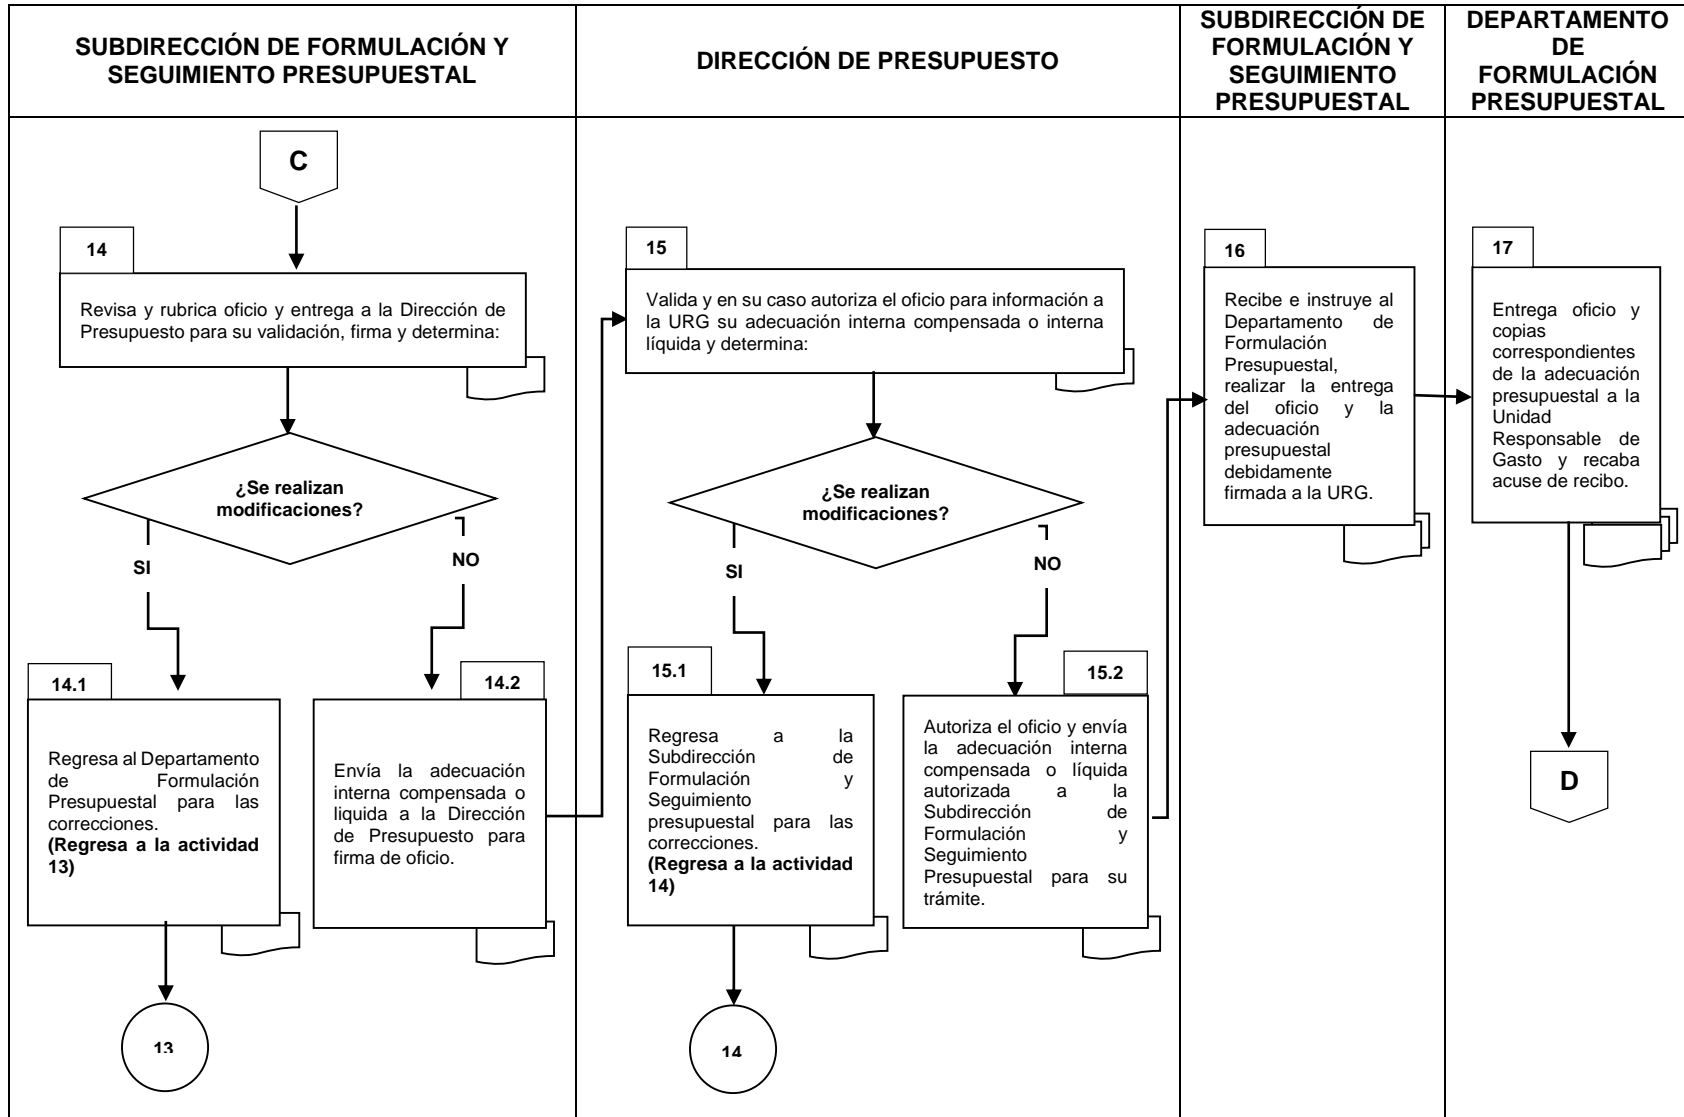 SUBDIRECCIÓN DE FORMULACIÓN Y
SEGUIMIENTO PRESUPUESTAL
DIRECCIÓN DE PRESUPUESTO
SUBDIRECCIÓN DE
FORMULACIÓN Y
SEGUIMIENTO
PRESUPUESTAL
DEPARTAMENTO
DE
FORMULACIÓN
PRESUPUESTAL
C
14
Revisa y rubrica oficio y entrega a la Dirección de
Presupuesto para su validación, firma y determina:
¿Se realizan
modificaciones?
SI
NO
14.1
Regresa al Departamento
de Formulación
Presupuestal para las
correcciones.
(Regresa a la actividad
13)
13
14.2
Envía la adecuación
interna compensada o
liquida a la Dirección
de Presupuesto para
firma de oficio.
15
Valida y en su caso autoriza el oficio para información a
la URG su adecuación interna compensada o interna
líquida y determina:
¿Se realizan
modificaciones?
SI
NO
15.1
Regresa a la
Subdirección de
Formulación y
Seguimiento
presupuestal para las
correcciones.
(Regresa a la actividad
14)
14
15.2
Autoriza el oficio y envía
la adecuación interna
compensada o líquida
autorizada a la
Subdirección de
Formulación y
Seguimiento
Presupuestal para su
trámite.
16
Recibe e instruye al
Departamento de
Formulación
Presupuestal,
realizar la entrega
del oficio y la
adecuación
presupuestal
debidamente
firmada a la URG.
17
Entrega oficio y
copias
correspondientes
de la adecuación
presupuestal a la
Unidad
Responsable de
Gasto y recaba
acuse de recibo.
D